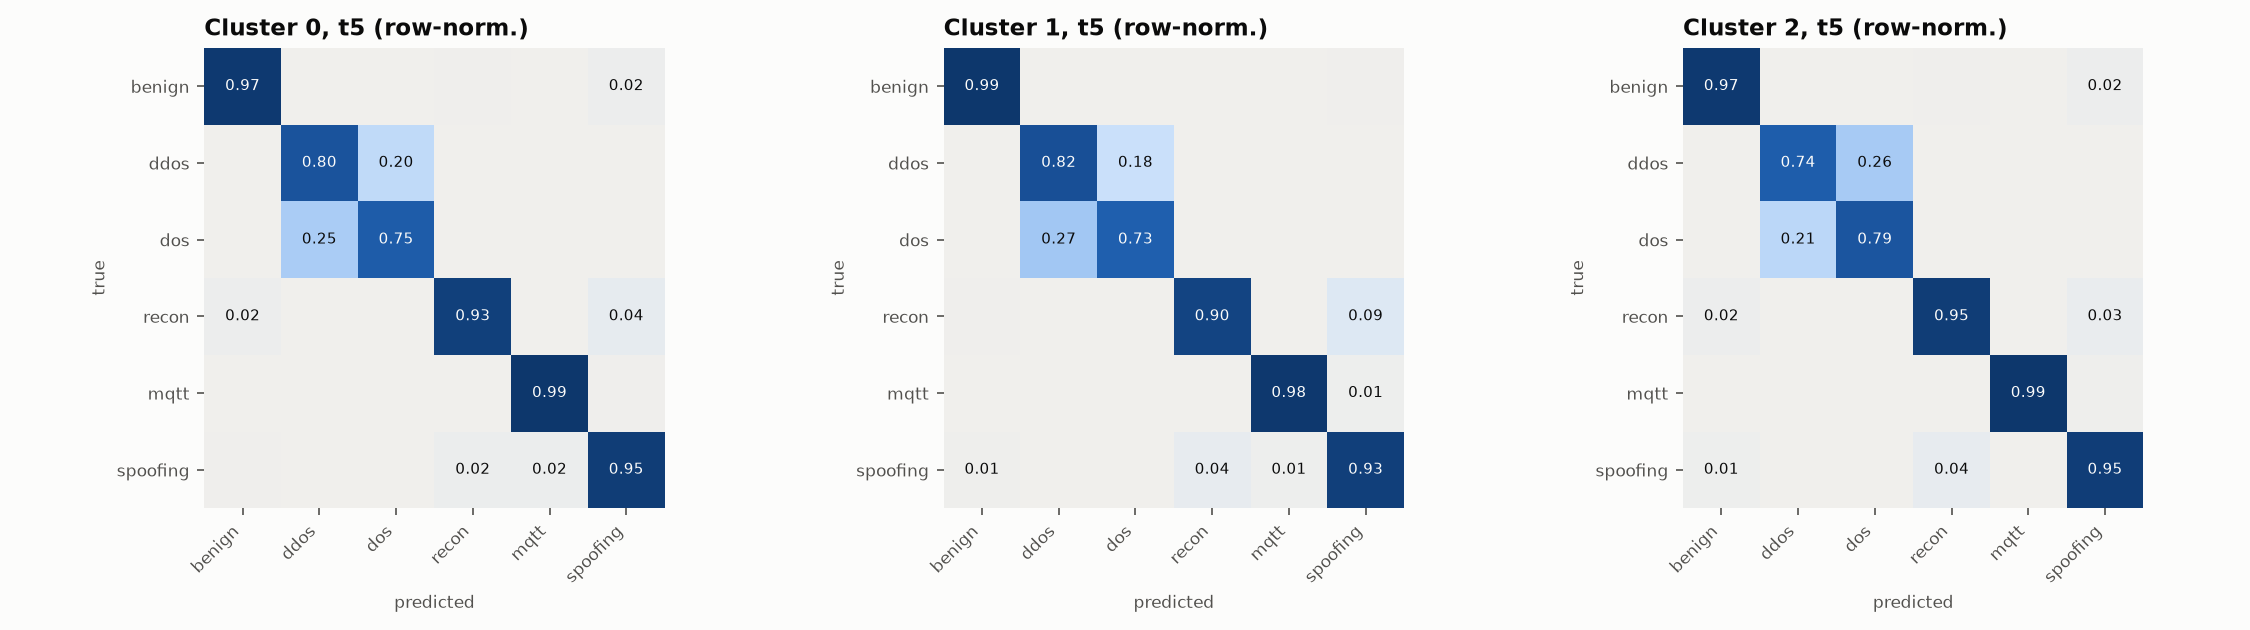 Cluster 0, t5 (row-norm.)
true
benign 0.97 0.02
ddos 0.80 0.20
dos 0.25 0.75
recon 0.02 0.93 0.04
mqtt 0.99
spoofing 0.02 0.02 0.95
benign ddos dos recon mqtt spoofing
predicted
Cluster 1, t5 (row-norm.)
true
benign 0.99
ddos 0.82 0.18
dos 0.27 0.73
recon 0.90 0.09
mqtt 0.98 0.01
spoofing 0.01 0.04 0.01 0.93
benign ddos dos recon mqtt spoofing
predicted
Cluster 2, t5 (row-norm.)
true
benign 0.97 0.02
ddos 0.74 0.26
dos 0.21 0.79
recon 0.02 0.95 0.03
mqtt 0.99
spoofing 0.01 0.04 0.95
benign ddos dos recon mqtt spoofing
predicted